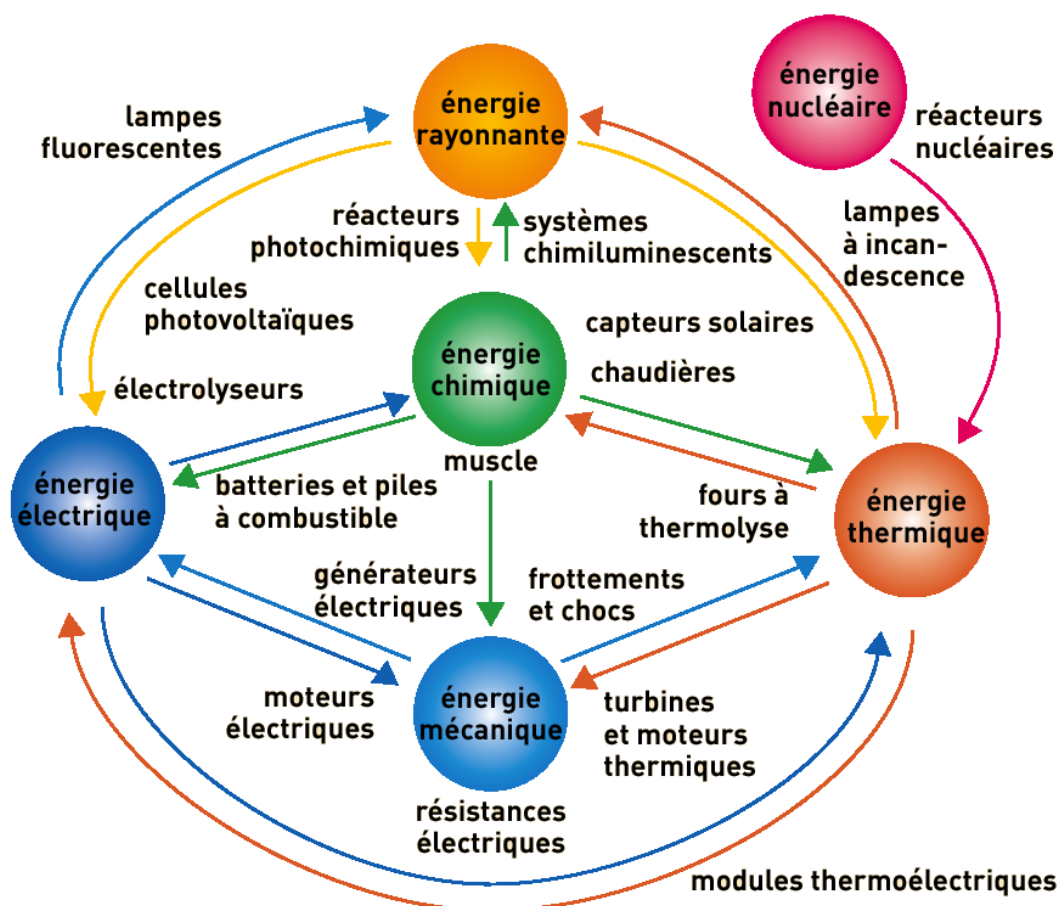 énergie
rayonnante
énergie
nucléaire
lampes
fluorescentes
réacteurs
nucléaires
réacteurs
photochimiques
systèmes
chimiluminescents
lampes
à incan-
descence
cellules
photovoltaïques
capteurs solaires
énergie
chimique
chaudières
électrolyseurs
muscle
énergie
électrique
batteries et piles
à combustible
fours à
thermolyse
énergie
thermique
générateurs
électriques
frottements
et chocs
moteurs
électriques
énergie
mécanique
turbines
et moteurs
thermiques
résistances
électriques
modules thermoélectriques